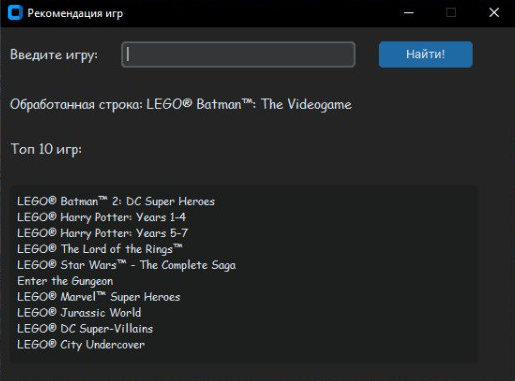 Рекомендация игр
Введите игру:
Найти!
Обработанная строка: LEGO® Batman™: The Videogame
Топ 10 игр:
LEGO® Batman™ 2: DC Super Heroes
LEGO® Harry Potter: Years 1-4
LEGO® Harry Potter: Years 5-7
LEGO® The Lord of the Rings™
LEGO® Star Wars™ - The Complete Saga
Enter the Gungeon
LEGO® Marvel™ Super Heroes
LEGO® Jurassic World
LEGO® DC Super-Villains
LEGO® City Undercover